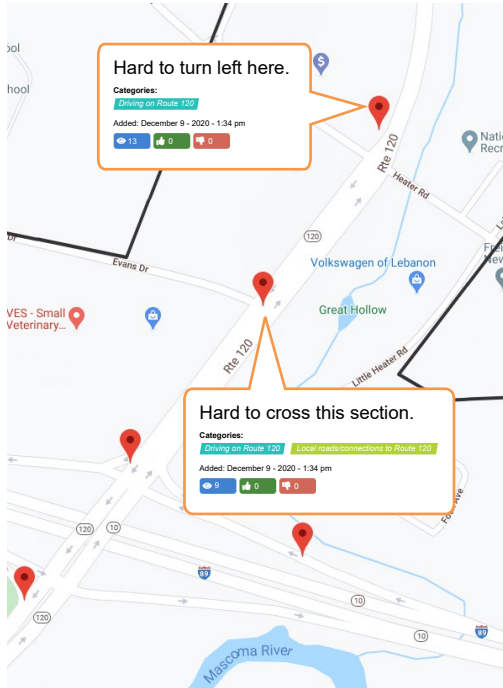 ool
hool
Hard to turn left here.
Categories:
Driving on Route 120
Added: December 9 - 2020 - 1:34 pm
13 0 0
Rte 120
Nati
Recr
Heater Rd
120
Dr
Evans Dr
Volkswagen of Lebanon
Fre
New
VES - Small
Veterinary...
Great Hollow
Rte 120
Little Heater Rd
Hard to cross this section.
Categories:
Driving on Route 120 Local roads/connections to Route 120
Added: December 9 - 2020 - 1:34 pm
9 0 0
120
10
89
10
120
10
89
Mascoma River